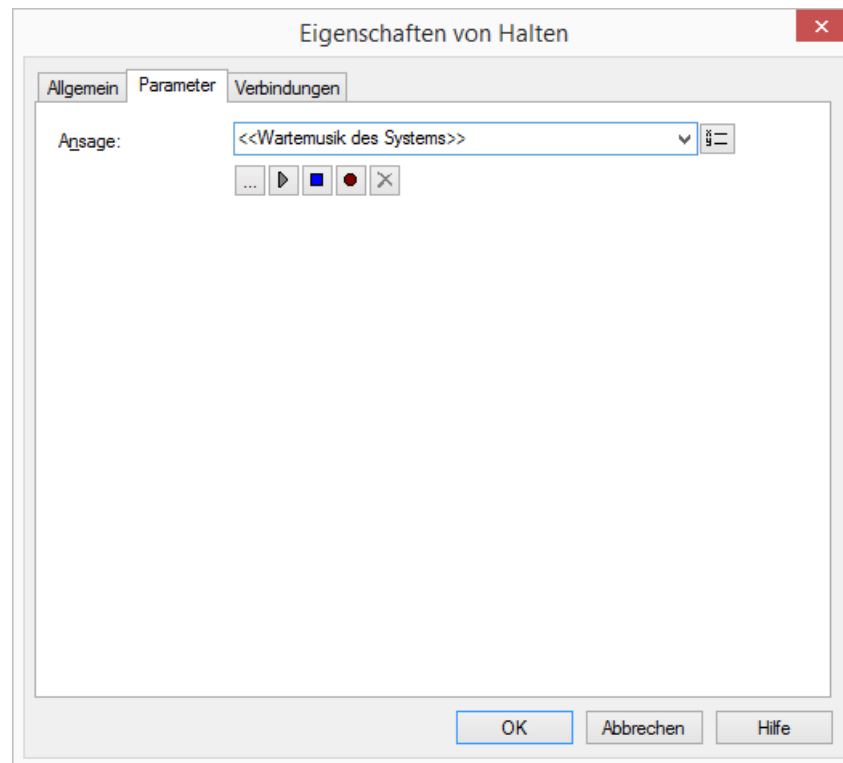 Eigenschaften von Halten
Allgemein Parameter Verbindungen
Ansage: <<Wartemusik des Systems>>
...
OK Abbrechen Hilfe